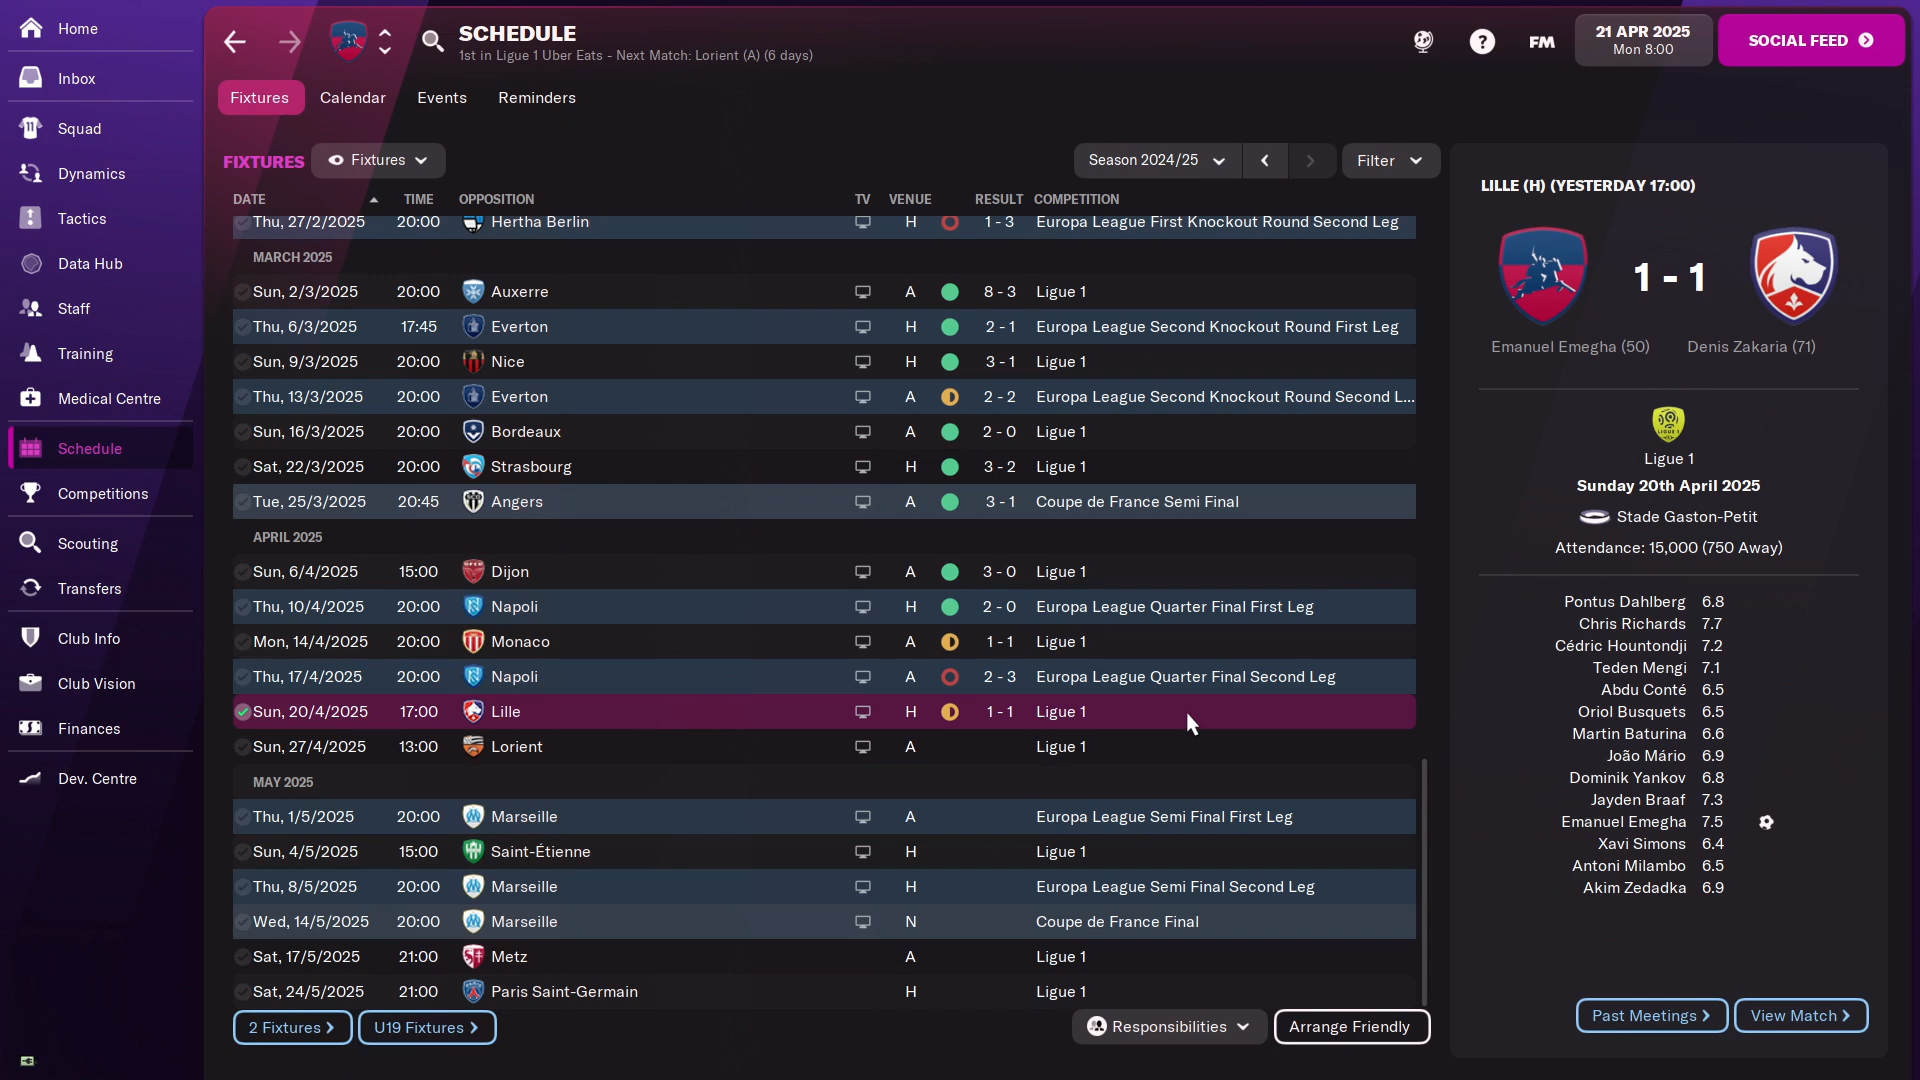 Home
Inbox
Squad
Dynamics
Tactics
Data Hub
Staff
Training
Medical Centre
Schedule
Competitions
Scouting
Transfers
Club Info
Club Vision
Finances
Dev. Centre
SCHEDULE
1st in Ligue 1 Uber Eats - Next Match: Lorient (A) (6 days)
FM
21 APR 2025
Mon 8:00
SOCIAL FEED
Fixtures Calendar Events Reminders
FIXTURES Fixtures Season 2024/25 Filter
DATE TIME OPPOSITION TV VENUE RESULT COMPETITION
Thu, 27/2/2025 20:00 Hertha Berlin H 1 - 3 Europa League First Knockout Round Second Leg
MARCH 2025
Sun, 2/3/2025 20:00 Auxerre A 8 - 3 Ligue 1
Thu, 6/3/2025 17:45 Everton H 2 - 1 Europa League Second Knockout Round First Leg
Sun, 9/3/2025 20:00 Nice H 3 - 1 Ligue 1
Thu, 13/3/2025 20:00 Everton A 2 - 2 Europa League Second Knockout Round Second L...
Sun, 16/3/2025 20:00 Bordeaux A 2 - 0 Ligue 1
Sat, 22/3/2025 20:00 Strasbourg H 3 - 2 Ligue 1
Tue, 25/3/2025 20:45 Angers A 3 - 1 Coupe de France Semi Final
APRIL 2025
Sun, 6/4/2025 15:00 Dijon A 3 - 0 Ligue 1
Thu, 10/4/2025 20:00 Napoli H 2 - 0 Europa League Quarter Final First Leg
Mon, 14/4/2025 20:00 Monaco A 1 - 1 Ligue 1
Thu, 17/4/2025 20:00 Napoli A 2 - 3 Europa League Quarter Final Second Leg
Sun, 20/4/2025 17:00 Lille H 1 - 1 Ligue 1
Sun, 27/4/2025 13:00 Lorient A Ligue 1
MAY 2025
Thu, 1/5/2025 20:00 Marseille A Europa League Semi Final First Leg
Sun, 4/5/2025 15:00 Saint-Étienne H Ligue 1
Thu, 8/5/2025 20:00 Marseille H Europa League Semi Final Second Leg
Wed, 14/5/2025 20:00 Marseille N Coupe de France Final
Sat, 17/5/2025 21:00 Metz A Ligue 1
Sat, 24/5/2025 21:00 Paris Saint-Germain H Ligue 1
2 Fixtures U19 Fixtures Responsibilities Arrange Friendly
LILLE (H) (YESTERDAY 17:00)
1 - 1
Emanuel Emegha (50) Denis Zakaria (71)
Ligue 1
Sunday 20th April 2025
Stade Gaston-Petit
Attendance: 15,000 (750 Away)
Pontus Dahlberg 6.8
Chris Richards 7.7
Cédric Hountondji 7.2
Teden Mengi 7.1
Abdu Conté 6.5
Oriol Busquets 6.5
Martin Baturina 6.6
João Mário 6.9
Dominik Yankov 6.8
Jayden Braaf 7.3
Emanuel Emegha 7.5
Xavi Simons 6.4
Antoni Milambo 6.5
Akim Zedadka 6.9
Past Meetings View Match